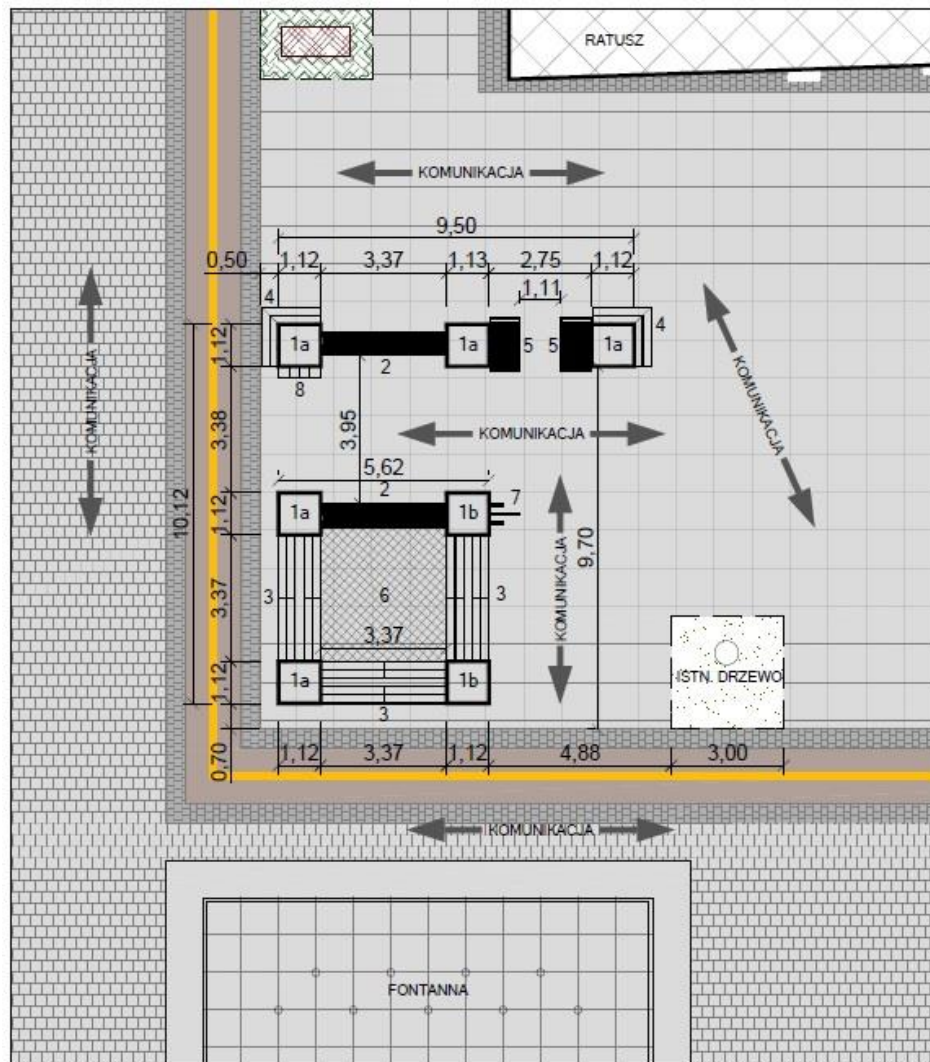 RATUSZ
KOMUNIKACJA
9,50
0,50 1,12 3,37 1,13 2,75 1,12
1,11
4
4
1a 1a 5 5 1a
2
8
1,12
KOMUNIKACJA
KOMUNIKACJA
3,38
3,95
KOMUNIKACJA
5,62
2
1a 1b 7
1,12
10,12
9,70
KOMUNIKACJA
3 6 3
3,37
3,37
ISTN. DRZEWO
1a 1b
1,12
3
0,70
1,12 3,37 1,12 4,88 3,00
KOMUNIKACJA
FONTANNA